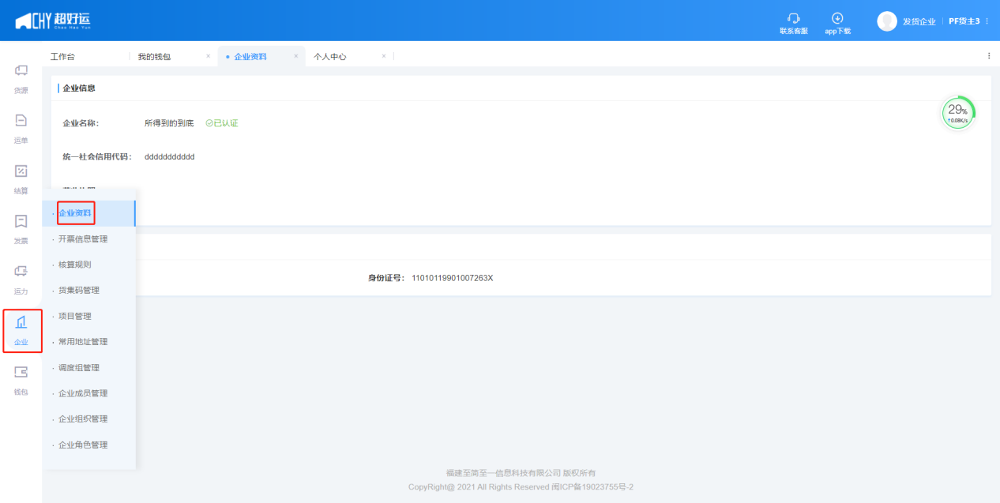 CHY 超好运
Chao Hao Yun
联系客服
app下载
发货企业
PF货主3
工作台
我的钱包
企业资料
个人中心
货源
运单
结算
发票
运力
企业
钱包
企业信息
企业名称：
所得到的到底
已认证
统一社会信用代码：
ddddddddddd
29%
↑0.08K/s
企业资料
开票信息管理
核算规则
货集码管理
项目管理
常用地址管理
调度组管理
企业成员管理
企业组织管理
企业角色管理
身份证号：
11010119901007263X
福建至简至一信息科技有限公司 版权所有
CopyRight@ 2021 All Rights Reserved 闽ICP备19023755号-2